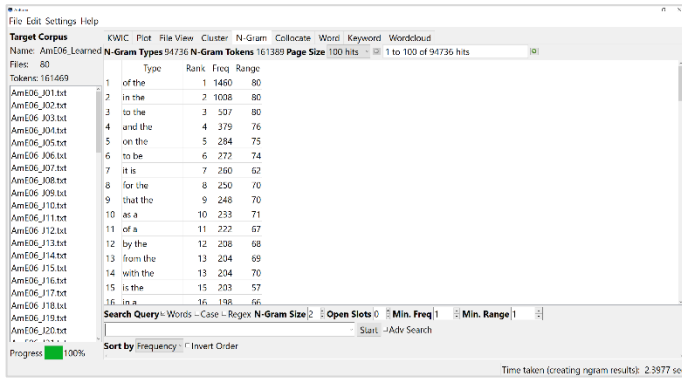 AntConc
File Edit Settings Help
Target Corpus
Name: AmE06_Learned
Files: 80
Tokens: 161469
AmE06_J01.txt
AmE06_J02.txt
AmE06_J03.txt
AmE06_J04.txt
AmE06_J05.txt
AmE06_J06.txt
AmE06_J07.txt
AmE06_J08.txt
AmE06_J09.txt
AmE06_J10.txt
AmE06_J11.txt
AmE06_J12.txt
AmE06_J13.txt
AmE06_J14.txt
AmE06_J15.txt
AmE06_J16.txt
AmE06_J17.txt
AmE06_J18.txt
AmE06_J19.txt
AmE06_J20.txt
Progress 100%
KWIC Plot File View Cluster N-Gram Collocate Word Keyword Wordcloud
N-Gram Types 94736 N-Gram Tokens 161389 Page Size 100 hits 1 to 100 of 94736 hits
Type Rank Freq Range
1 of the 1 1460 80
2 in the 2 1008 80
3 to the 3 507 80
4 and the 4 379 76
5 on the 5 284 75
6 to be 6 272 74
7 it is 7 260 62
8 for the 8 250 70
9 that the 9 248 70
10 as a 10 233 71
11 of a 11 222 67
12 by the 12 208 68
13 from the 13 204 69
14 with the 13 204 70
15 is the 15 203 57
16 in a 16 198 66
Search Query Words Case Regex N-Gram Size 2 Open Slots 0 Min. Freq 1 Min. Range 1
Start Adv Search
Sort by Frequency Invert Order
Time taken (creating ngram results): 2.3977 se